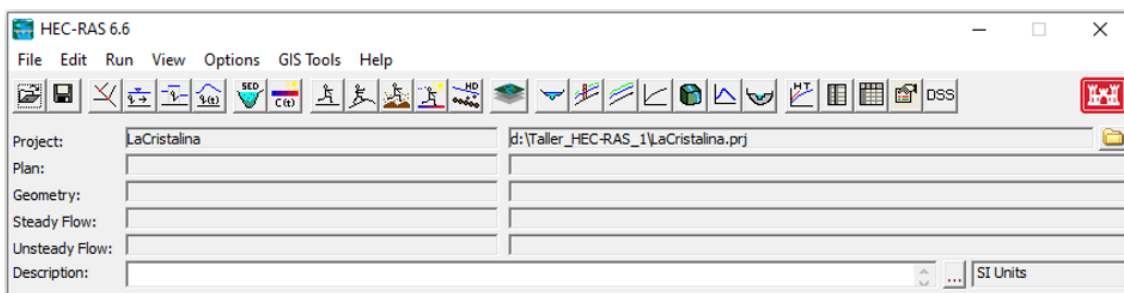 HEC-RAS 6.6
File Edit Run View Options GIS Tools Help
SED C(t) HD HT DSS
Project: LaCristalina d:\Taller_HEC-RAS_1\LaCristalina.prj
Plan:
Geometry:
Steady Flow:
Unsteady Flow:
Description: ... SI Units